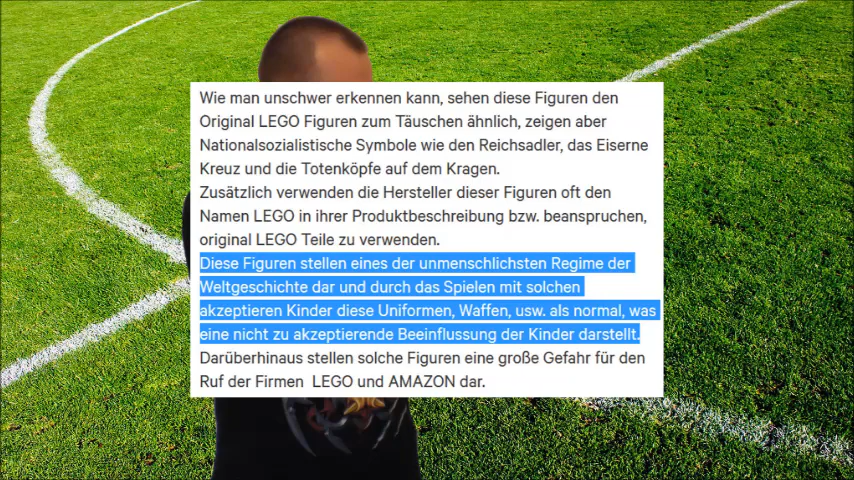 Wie man unschwer erkennen kann, sehen diese Figuren den
Original LEGO Figuren zum Täuschen ähnlich, zeigen aber
Nationalsozialistische Symbole wie den Reichsadler, das Eiserne
Kreuz und die Totenköpfe auf dem Kragen.
Zusätzlich verwenden die Hersteller dieser Figuren oft den
Namen LEGO in ihrer Produktbeschreibung bzw. beanspruchen,
original LEGO Teile zu verwenden.
Diese Figuren stellen eines der unmenschlichsten Regime der
Weltgeschichte dar und durch das Spielen mit solchen
akzeptieren Kinder diese Uniformen, Waffen, usw. als normal, was
eine nicht zu akzeptierende Beeinflussung der Kinder darstellt.
Darüberhinaus stellen solche Figuren eine große Gefahr für den
Ruf der Firmen  LEGO und AMAZON dar.